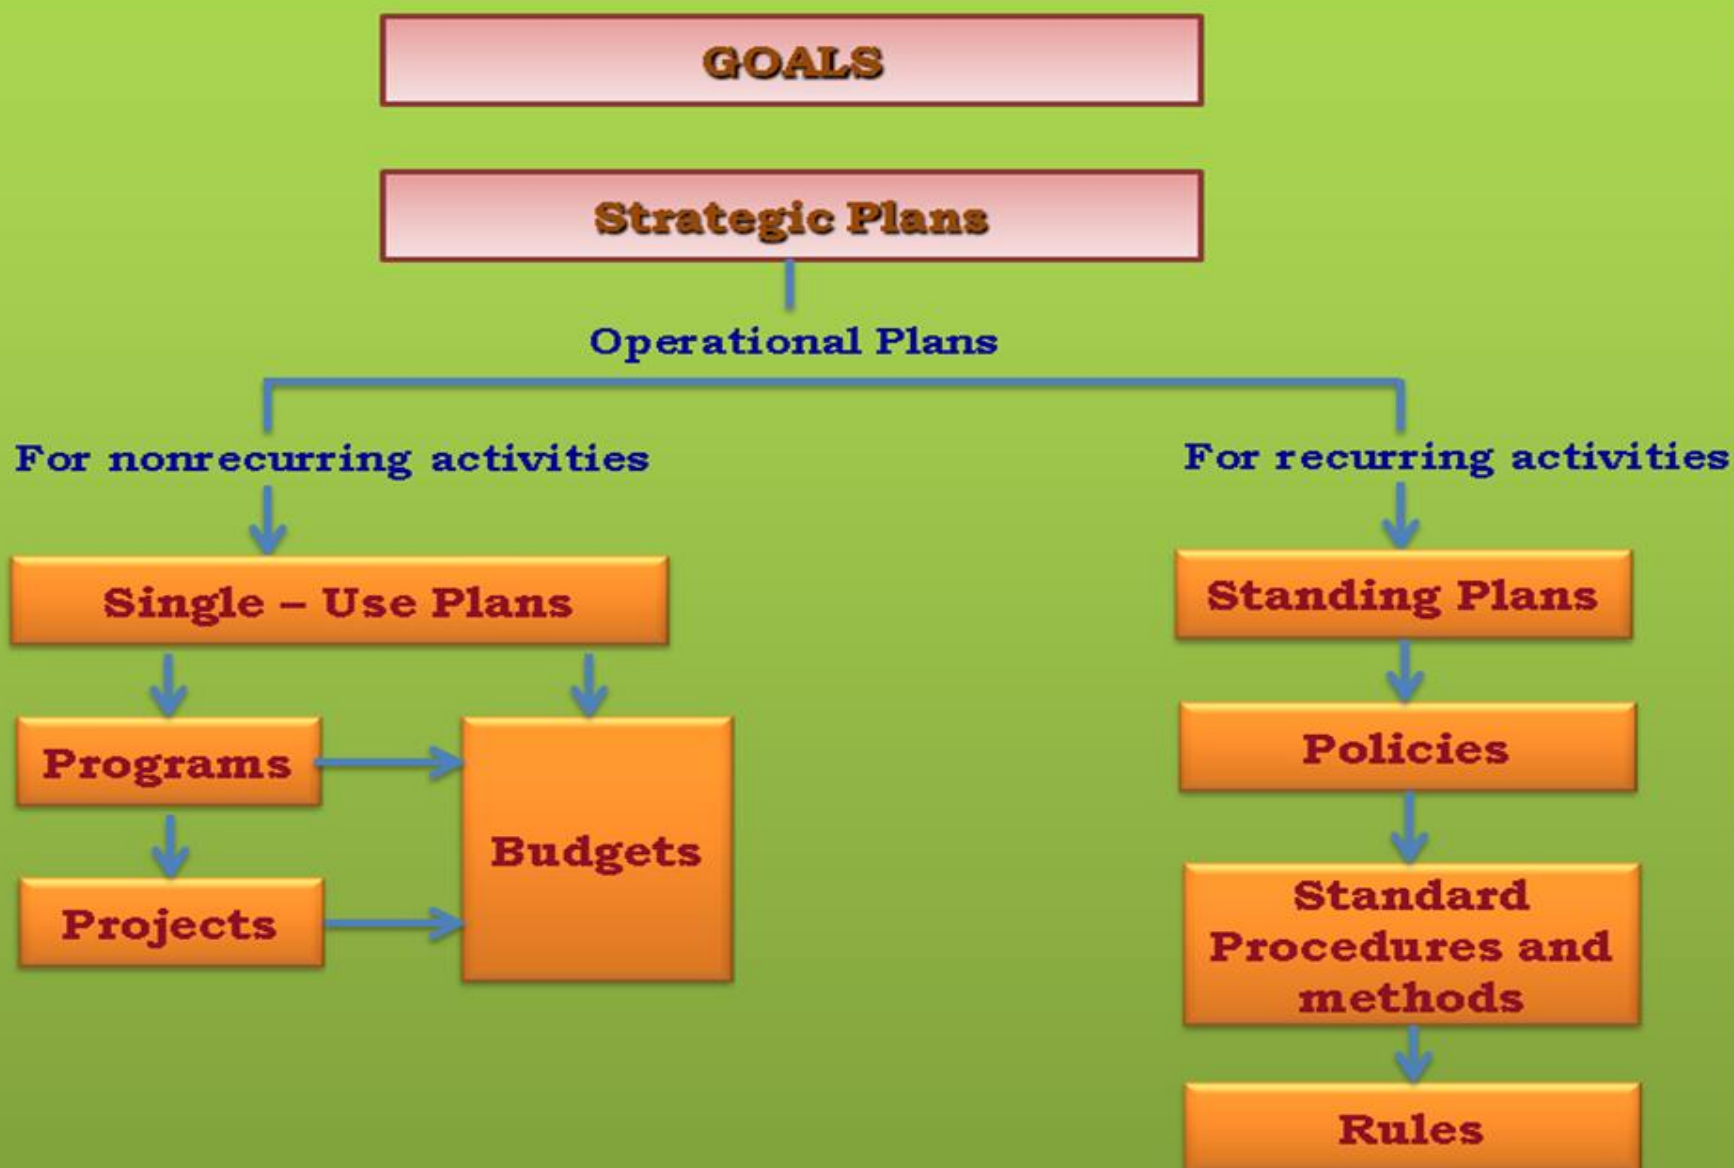 GOALS
Strategic Plans
Operational Plans
For nonrecurring activities
For recurring activities
Single – Use Plans
Standing Plans
Programs
Budgets
Projects
Policies
Standard
Procedures and
methods
Rules